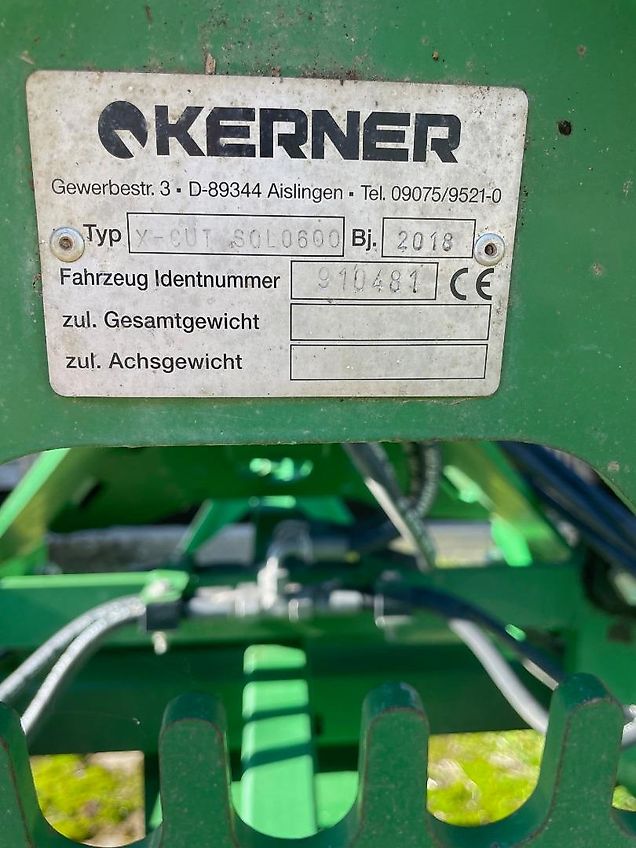 KERNER
Gewerbestr. 3 ▪ D-89344 Aislingen ▪ Tel. 09075/9521-0
Typ X-CUT SOLO600 Bj. 2018
Fahrzeug Identnummer 910481 CE
zul. Gesamtgewicht
zul. Achsgewicht